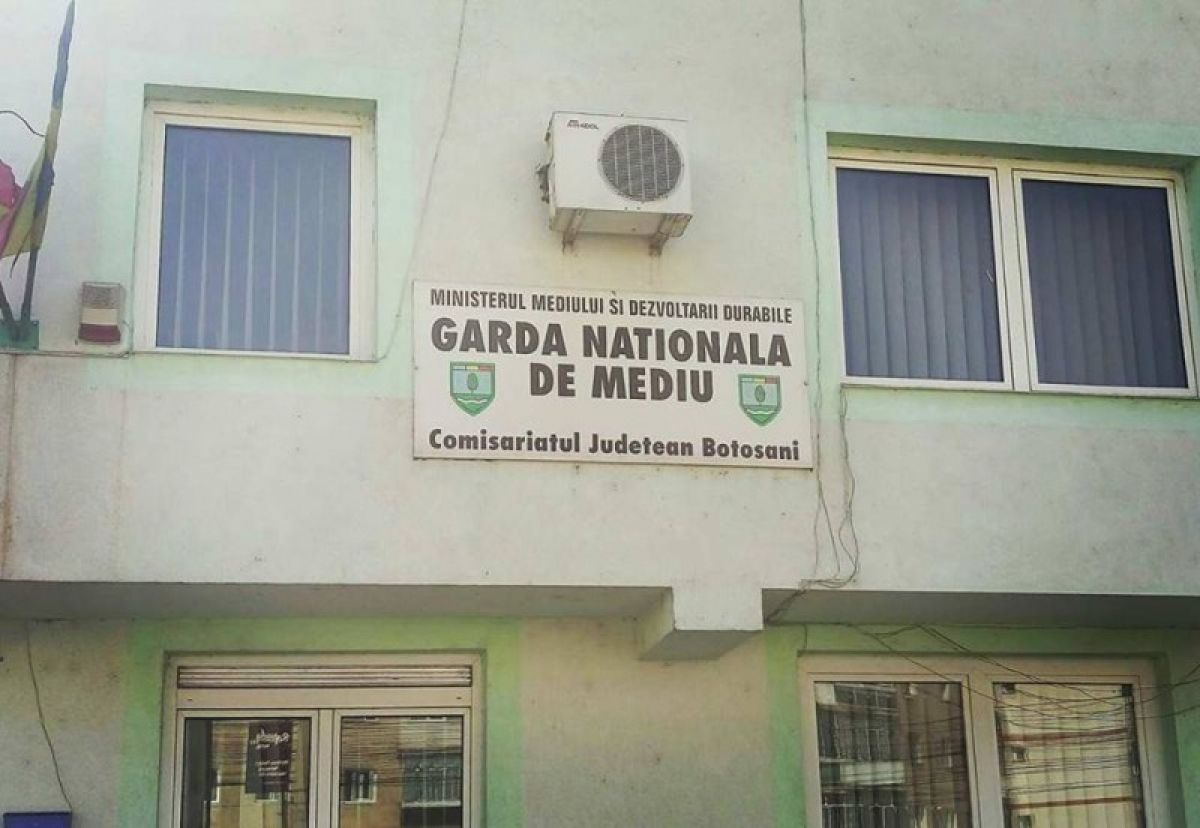 MINISTERUL MEDIULUI SI DEZVOLTARII DURABILE
GARDA NATIONALA
DE MEDIU
Comisariatul Judetean Botosani